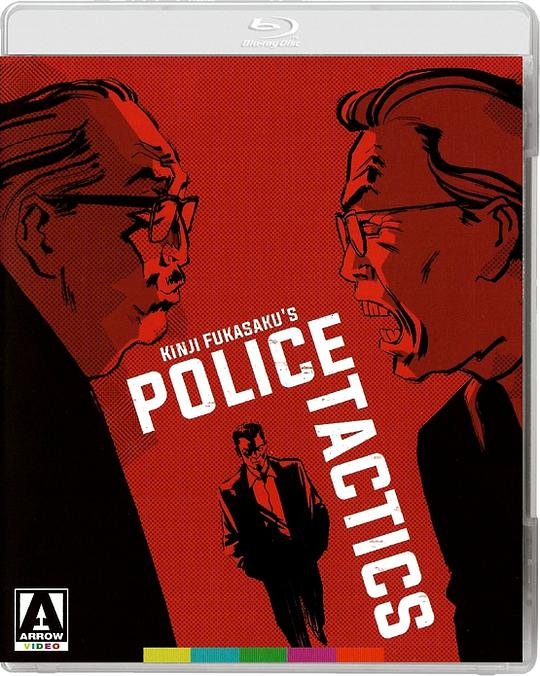 Blu-ray Disc
KINJI FUKASAKU'S
POLICE
TACTICS
ARROW
VIDEO